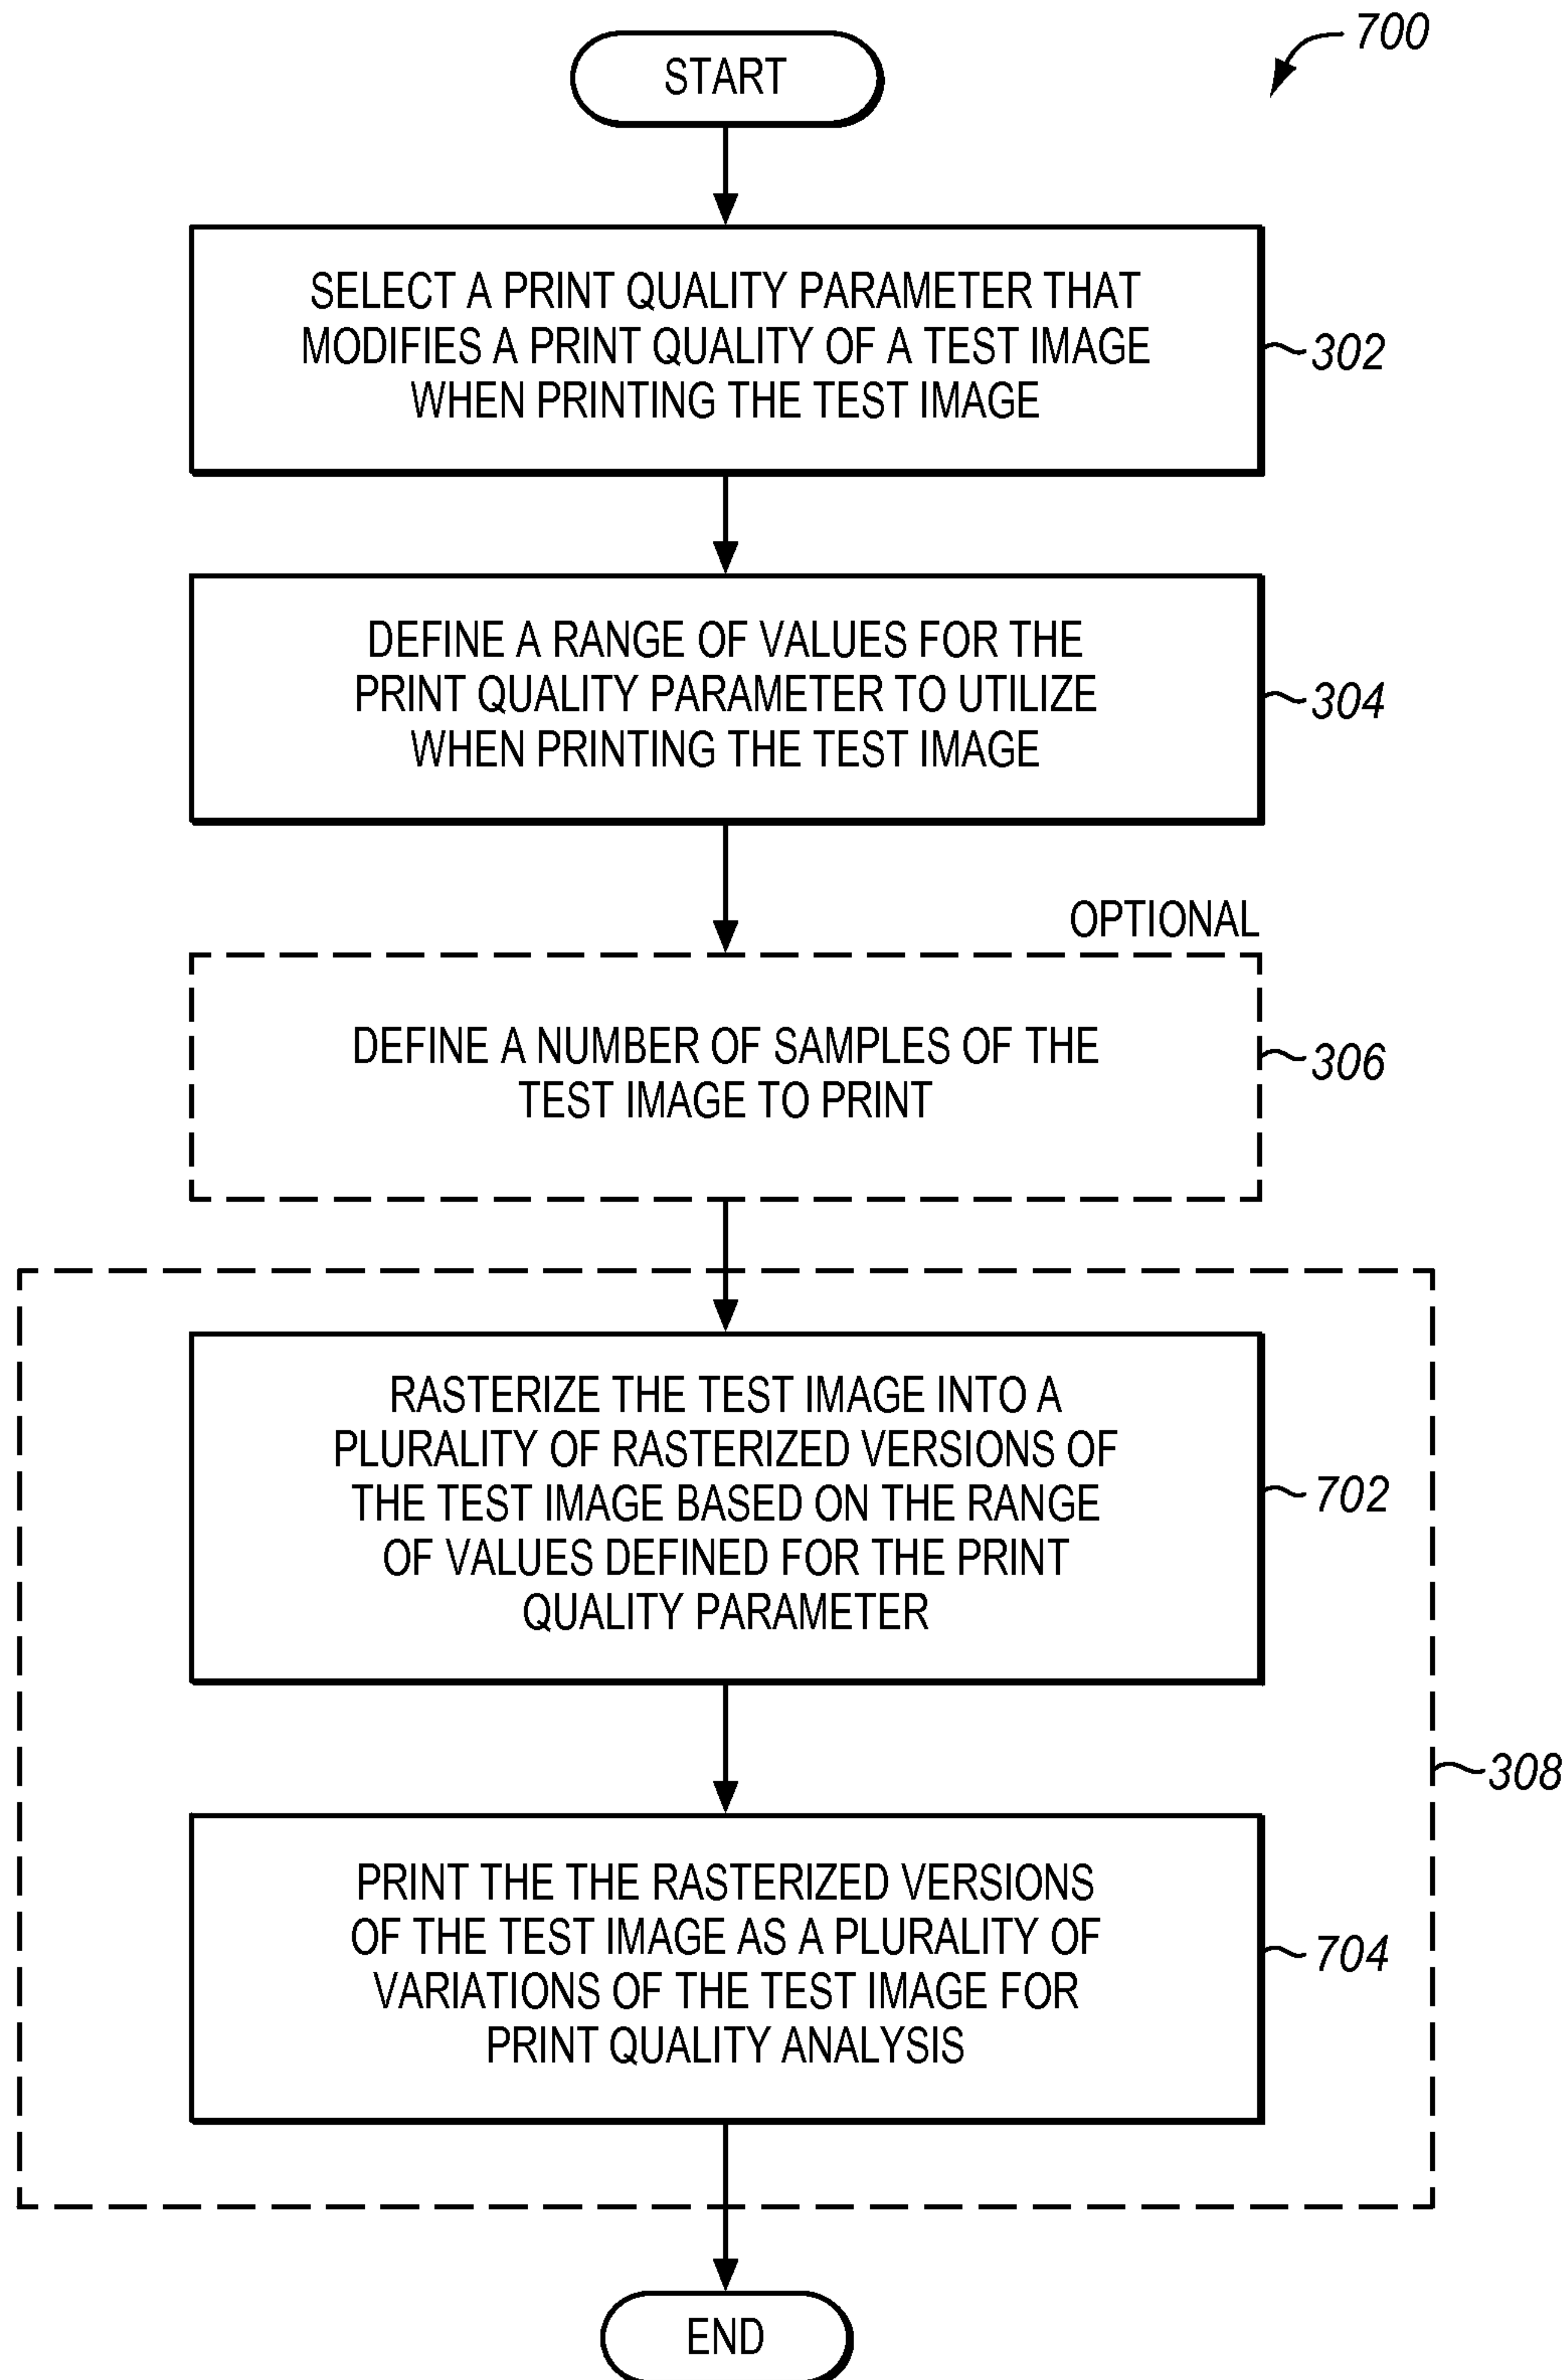 700
START
SELECT A PRINT QUALITY PARAMETER THAT
MODIFIES A PRINT QUALITY OF A TEST IMAGE
WHEN PRINTING THE TEST IMAGE
302
DEFINE A RANGE OF VALUES FOR THE
PRINT QUALITY PARAMETER TO UTILIZE
WHEN PRINTING THE TEST IMAGE
304
OPTIONAL
DEFINE A NUMBER OF SAMPLES OF THE
TEST IMAGE TO PRINT
306
RASTERIZE THE TEST IMAGE INTO A
PLURALITY OF RASTERIZED VERSIONS OF
THE TEST IMAGE BASED ON THE RANGE
OF VALUES DEFINED FOR THE PRINT
QUALITY PARAMETER
702
308
PRINT THE THE RASTERIZED VERSIONS
OF THE TEST IMAGE AS A PLURALITY OF
VARIATIONS OF THE TEST IMAGE FOR
PRINT QUALITY ANALYSIS
704
END